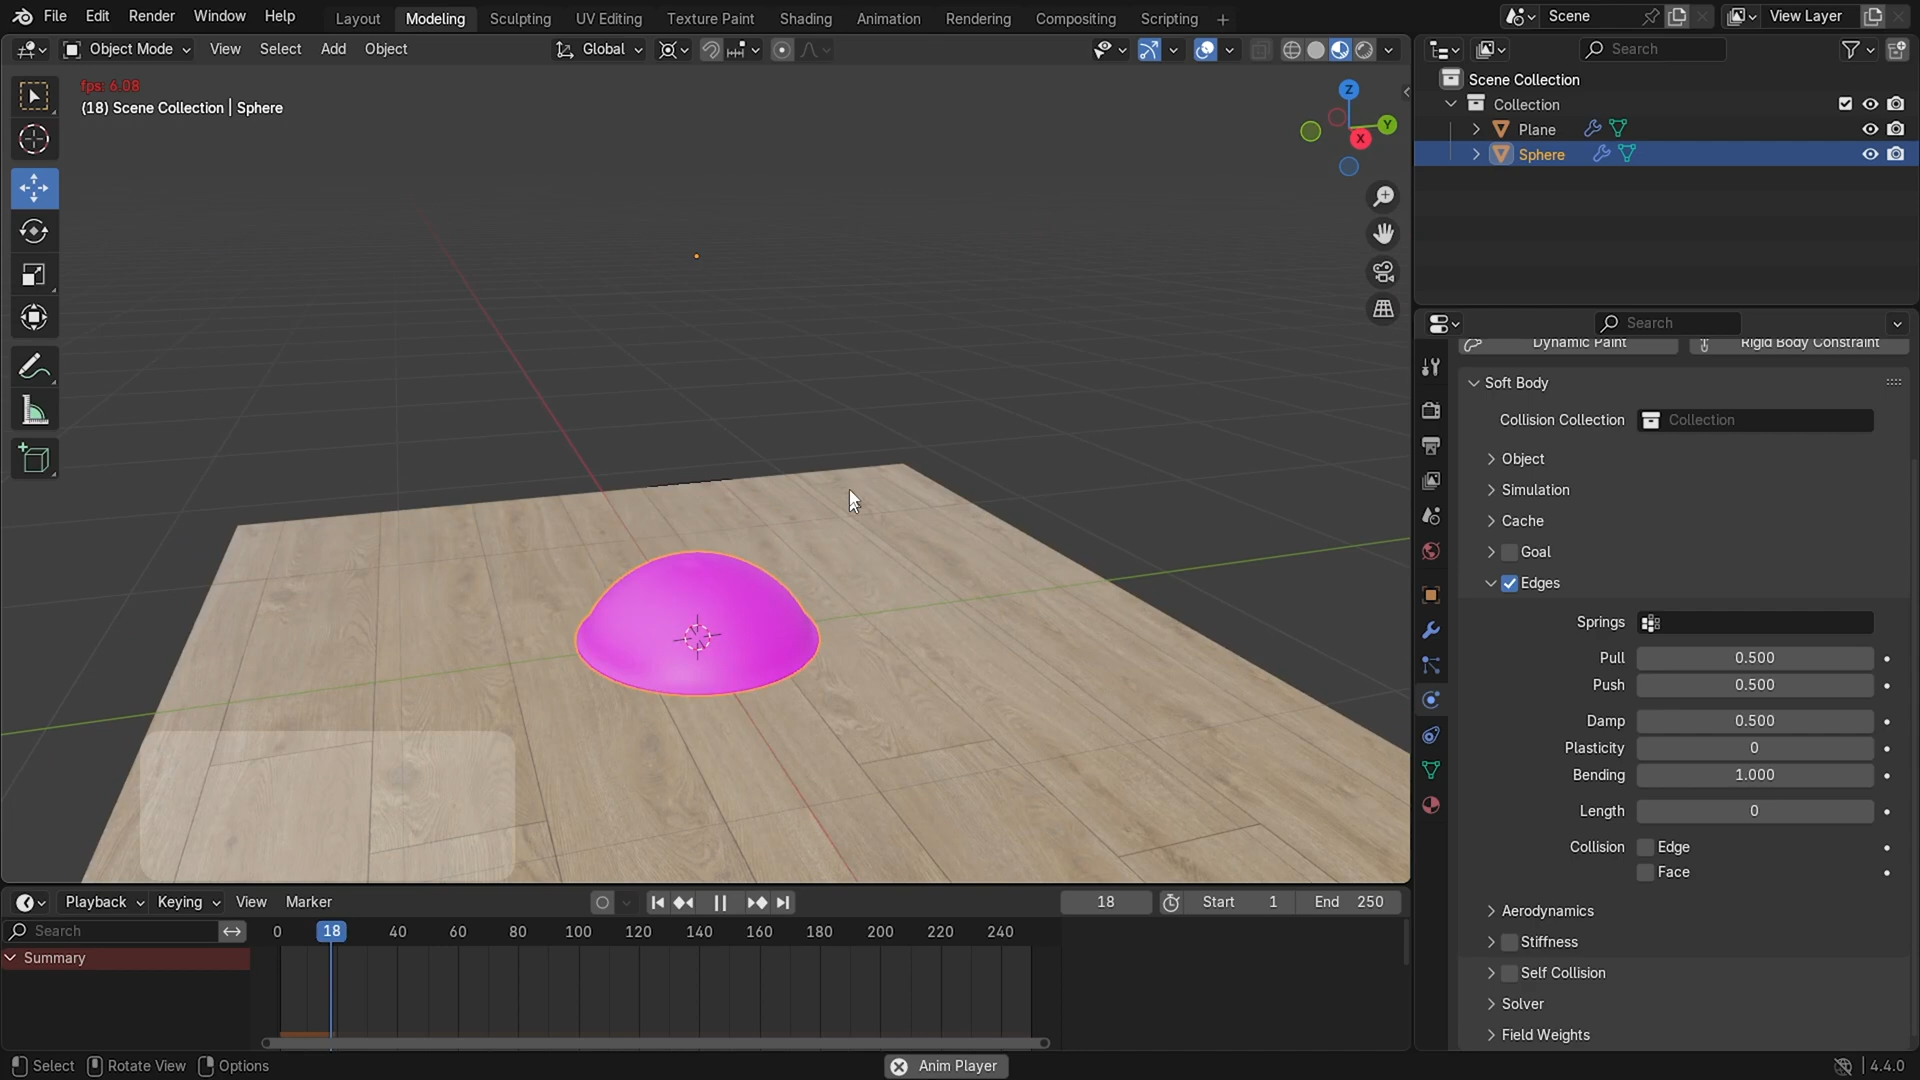 File Edit Render Window Help Layout Modeling Sculpting UV Editing Texture Paint Shading Animation Rendering Compositing Scripting + Scene View Layer
Object Mode View Select Add Object Global Search
fps: 6.08
(18) Scene Collection | Sphere
Z
Y
X
Scene Collection
Collection
Plane
Sphere
Search
Dynamic Paint Rigid Body Constraint
Soft Body
Collision Collection Collection
Object
Simulation
Cache
Goal
Edges
Springs
Pull 0.500
Push 0.500
Damp 0.500
Plasticity 0
Bending 1.000
Length 0
Collision Edge
Face
Aerodynamics
Stiffness
Self Collision
Solver
Field Weights
Playback Keying View Marker 18 Start 1 End 250
Search 0 18 40 60 80 100 120 140 160 180 200 220 240
Summary
Select Rotate View Options Anim Player 4.4.0